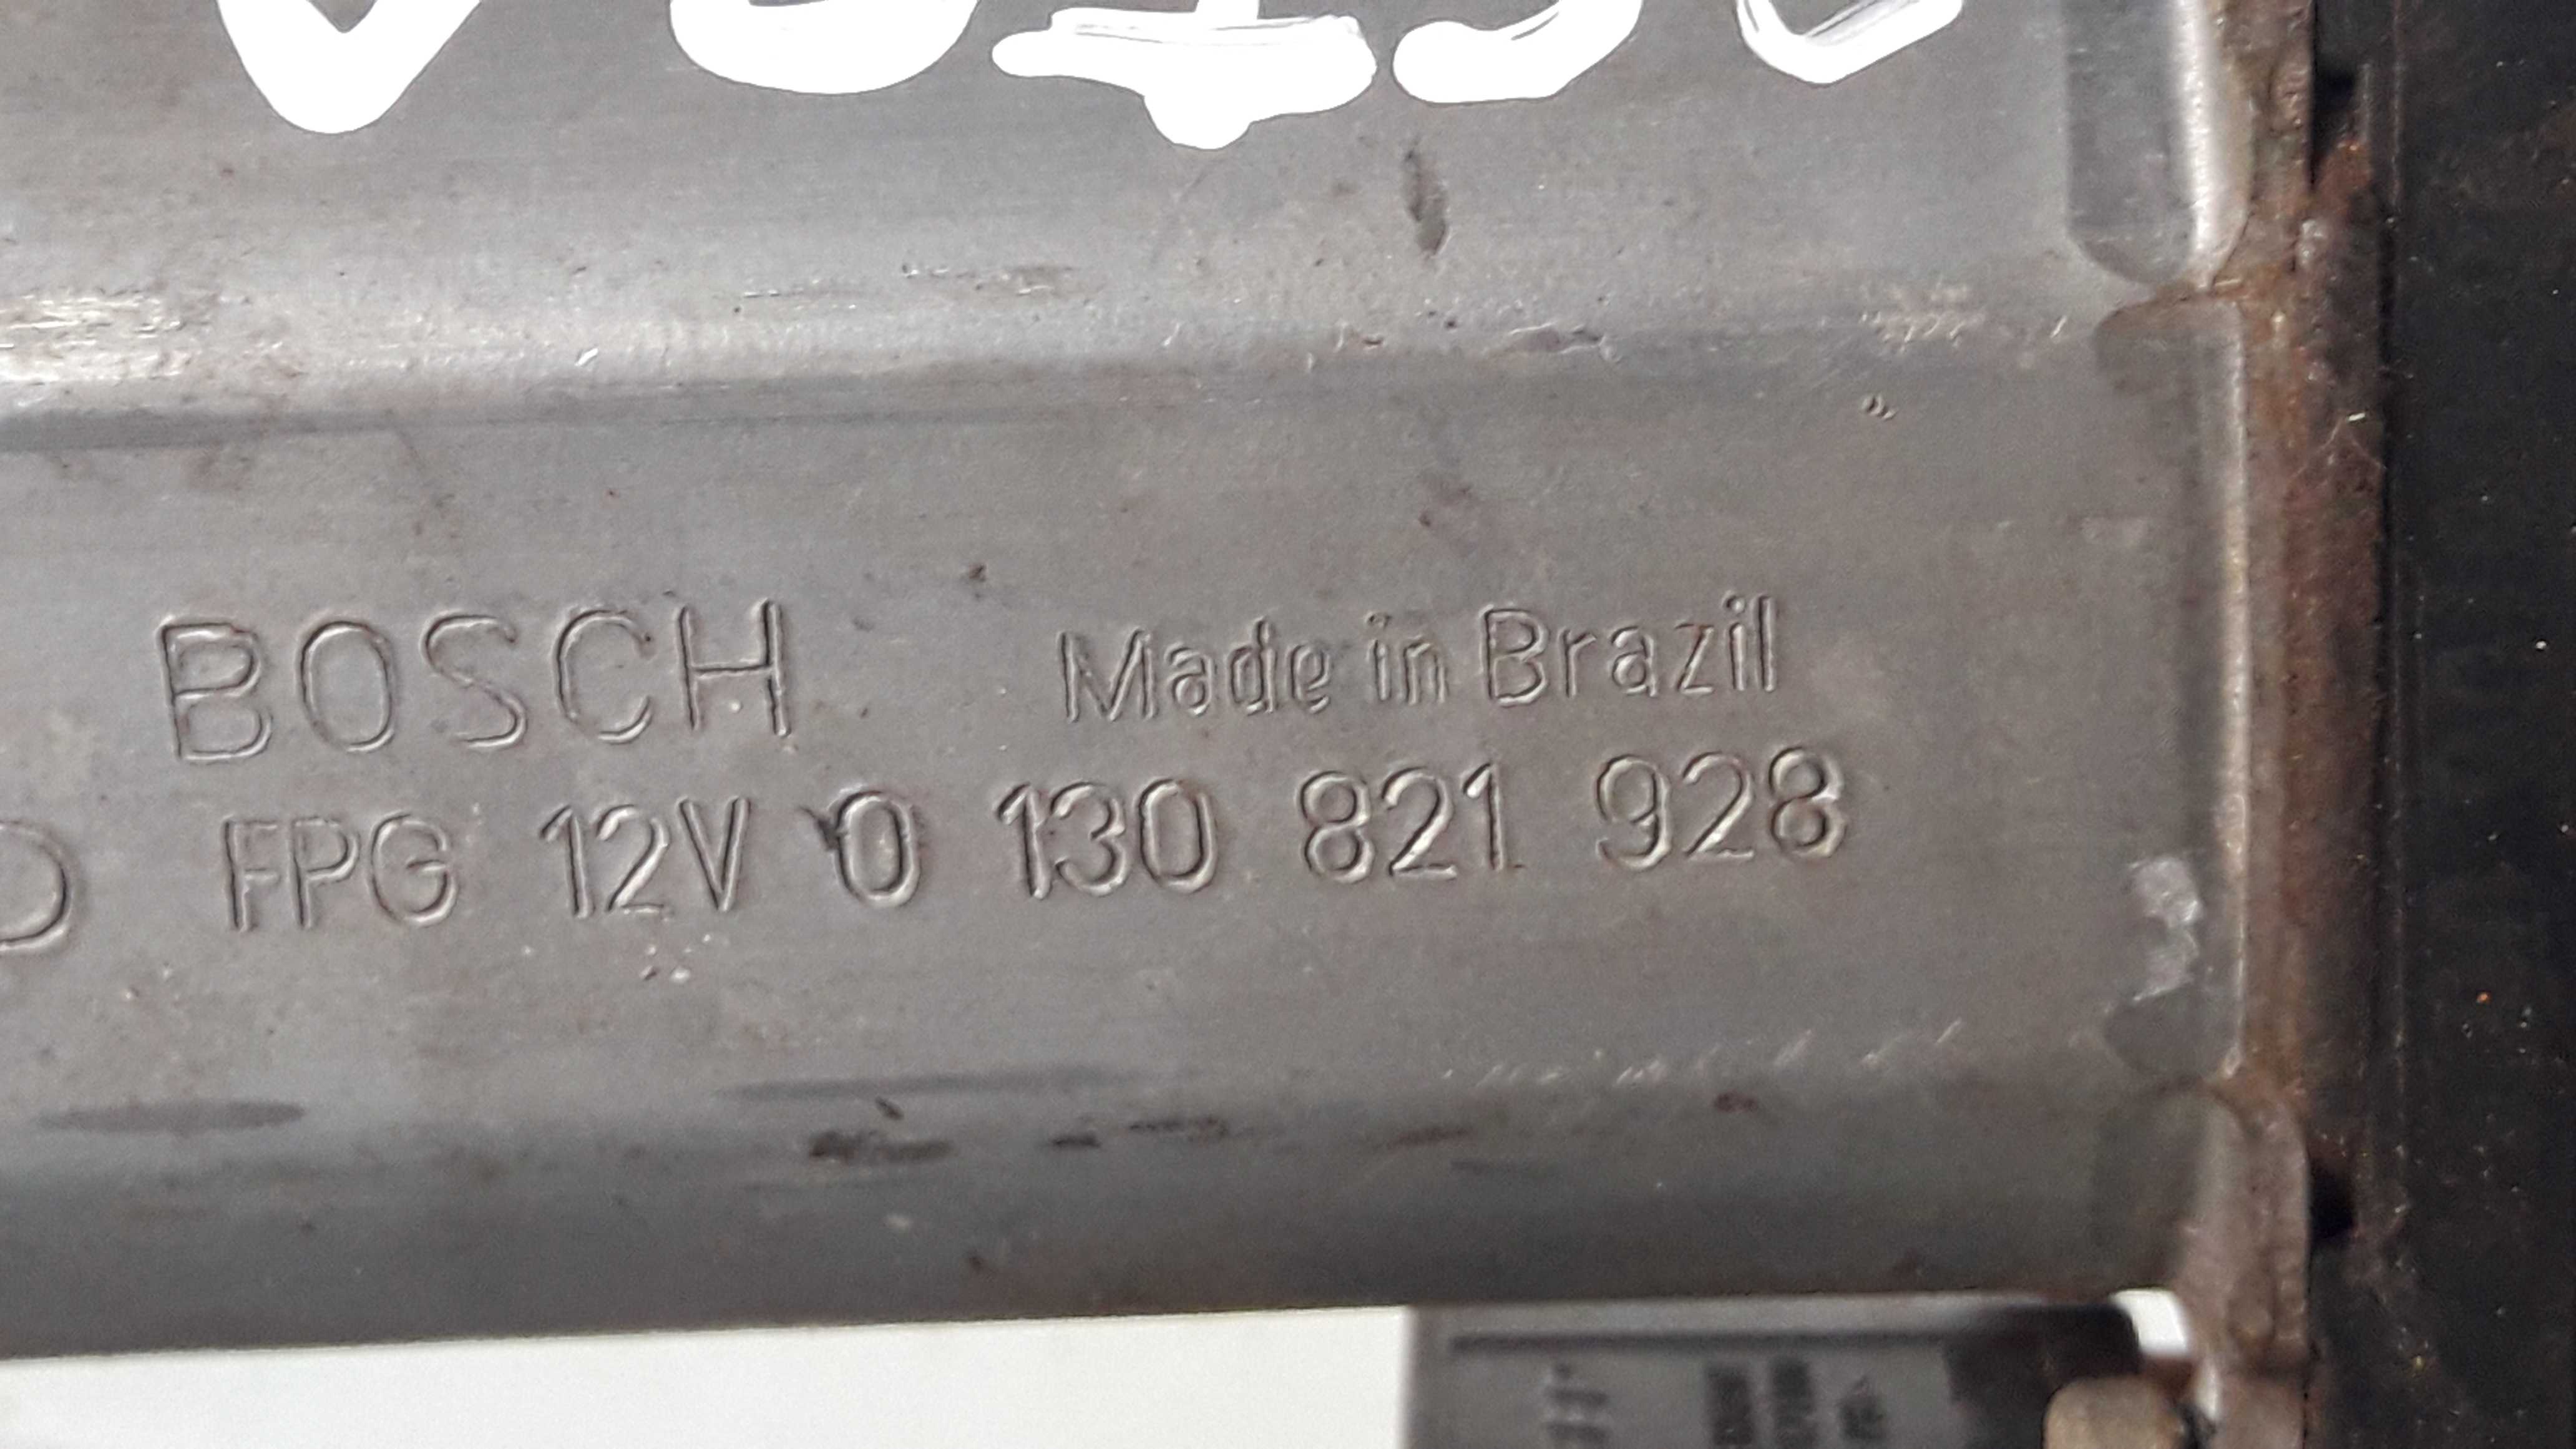 BOSCH Made in Brazil
FPG 12V 0 130 821 928